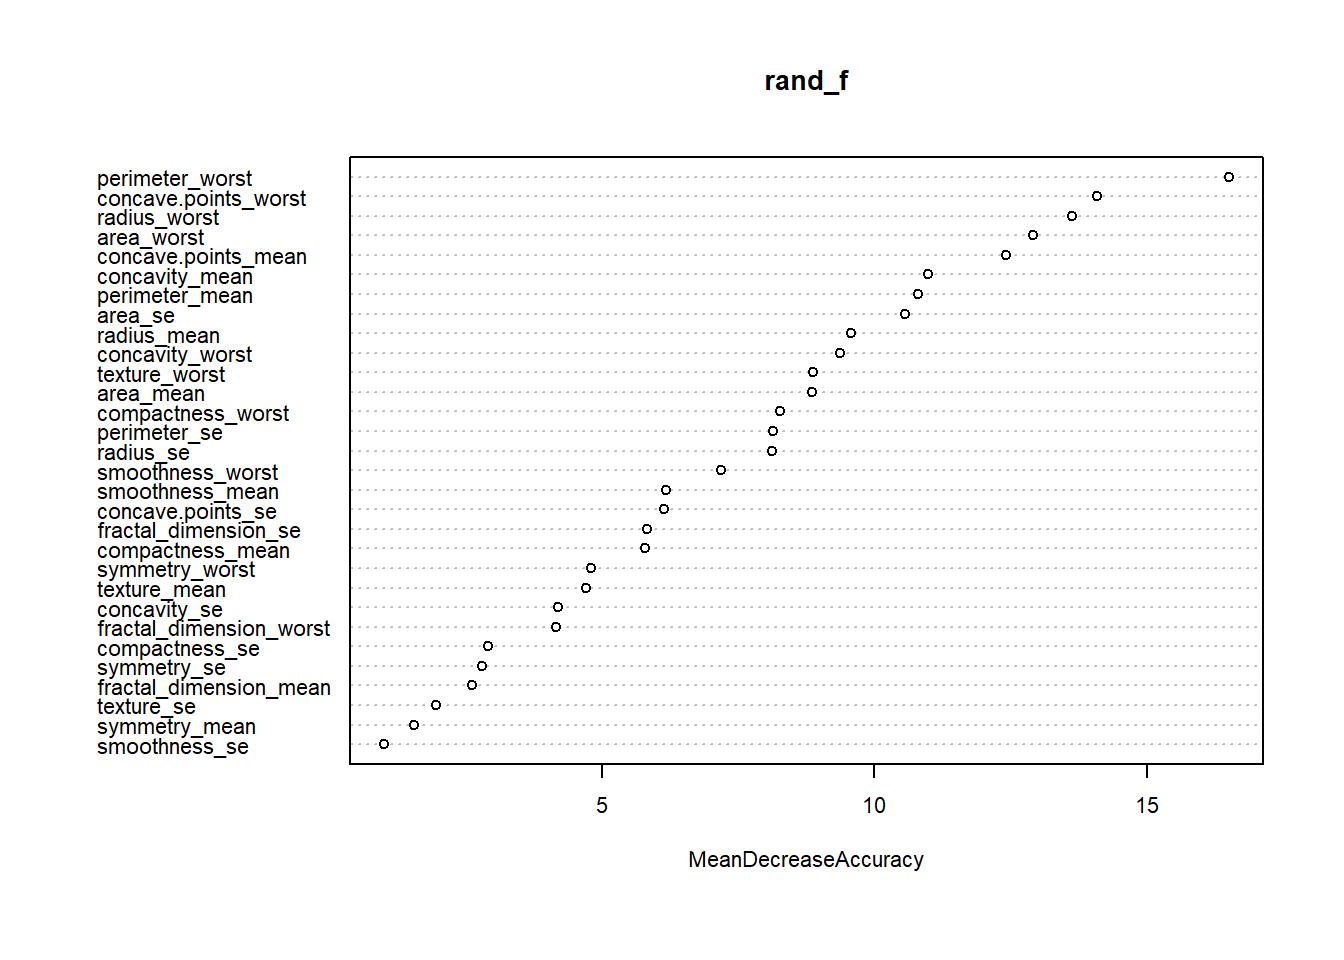 rand_f
perimeter_worst
concave.points_worst
radius_worst
area_worst
concave.points_mean
concavity_mean
perimeter_mean
area_se
radius_mean
concavity_worst
texture_worst
area_mean
compactness_worst
perimeter_se
radius_se
smoothness_worst
smoothness_mean
concave.points_se
fractal_dimension_se
compactness_mean
symmetry_worst
texture_mean
concavity_se
fractal_dimension_worst
compactness_se
symmetry_se
fractal_dimension_mean
texture_se
symmetry_mean
smoothness_se
5 10 15
MeanDecreaseAccuracy